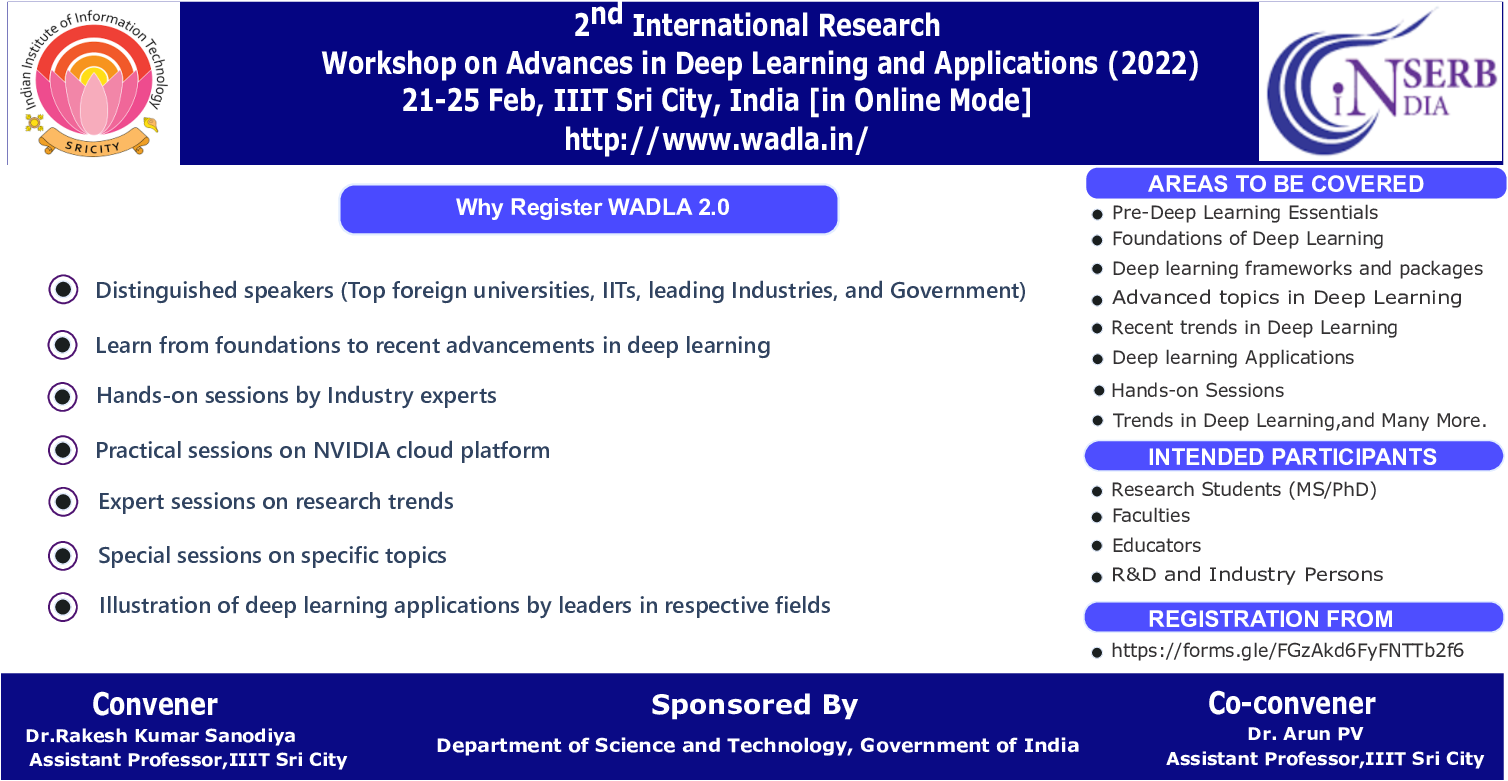 Indian Institute of Information Technology
SRICITY
2nd International Research
Workshop on Advances in Deep Learning and Applications (2022)
21-25 Feb, IIIT Sri City, India [in Online Mode]
http://www.wadla.in/
iNSERB
INDIA
Why Register WADLA 2.0
Distinguished speakers (Top foreign universities, IITs, leading Industries, and Government)
Learn from foundations to recent advancements in deep learning
Hands-on sessions by Industry experts
Practical sessions on NVIDIA cloud platform
Expert sessions on research trends
Special sessions on specific topics
Illustration of deep learning applications by leaders in respective fields
AREAS TO BE COVERED
Pre-Deep Learning Essentials
Foundations of Deep Learning
Deep learning frameworks and packages
Advanced topics in Deep Learning
Recent trends in Deep Learning
Deep learning Applications
Hands-on Sessions
Trends in Deep Learning,and Many More.
INTENDED PARTICIPANTS
Research Students (MS/PhD)
Faculties
Educators
R&D and Industry Persons
REGISTRATION FROM
https://forms.gle/FGzAkd6FyFNTTb2f6
Convener
Dr.Rakesh Kumar Sanodiya
Assistant Professor,IIIT Sri City
Sponsored By
Department of Science and Technology, Government of India
Co-convener
Dr. Arun PV
Assistant Professor,IIIT Sri City